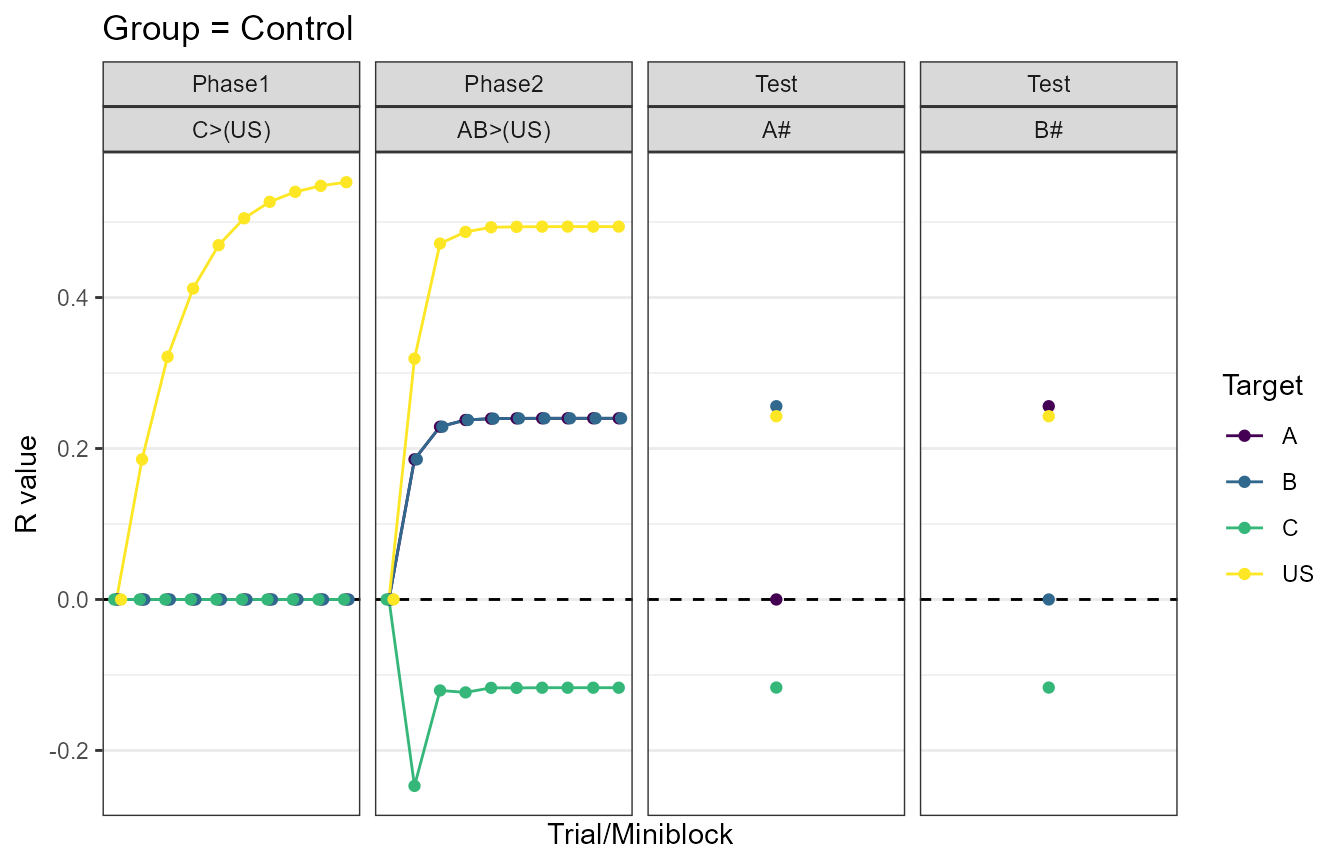 Group = Control
Phase1
Phase2
Test
Test
C>(US)
AB>(US)
A#
B#
0.4
0.2
0.0
-0.2
R value
Trial/Miniblock
Target
A
B
C
US